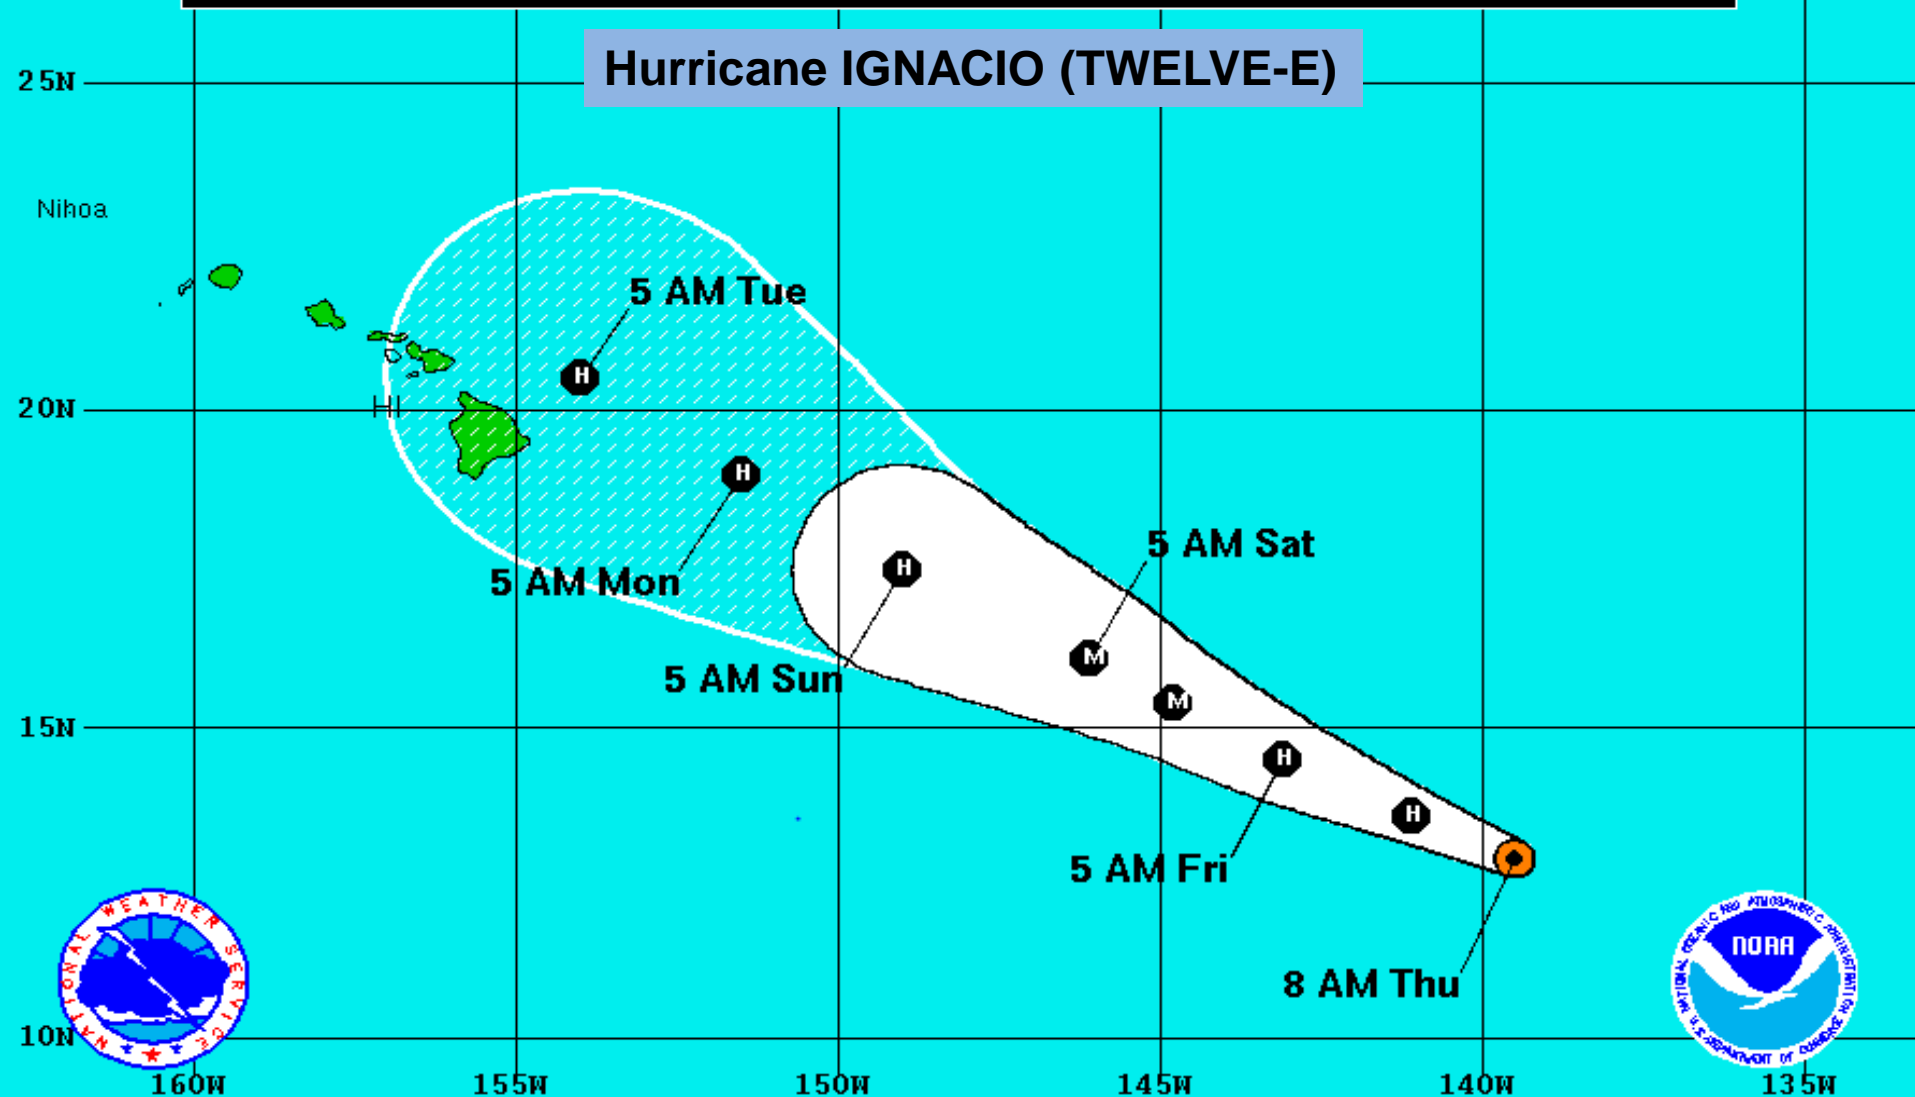 Hurricane IGNACIO (TWELVE-E)
25N
Nihoa
5 AM Tue
H
20N
HI
H
5 AM Mon
5 AM Sat
H
M
5 AM Sun
M
15N
H
H
5 AM Fri
8 AM Thu
NATIONAL WEATHER SERVICE
NOAA
10N
160W
155W
150W
145W
140W
135W